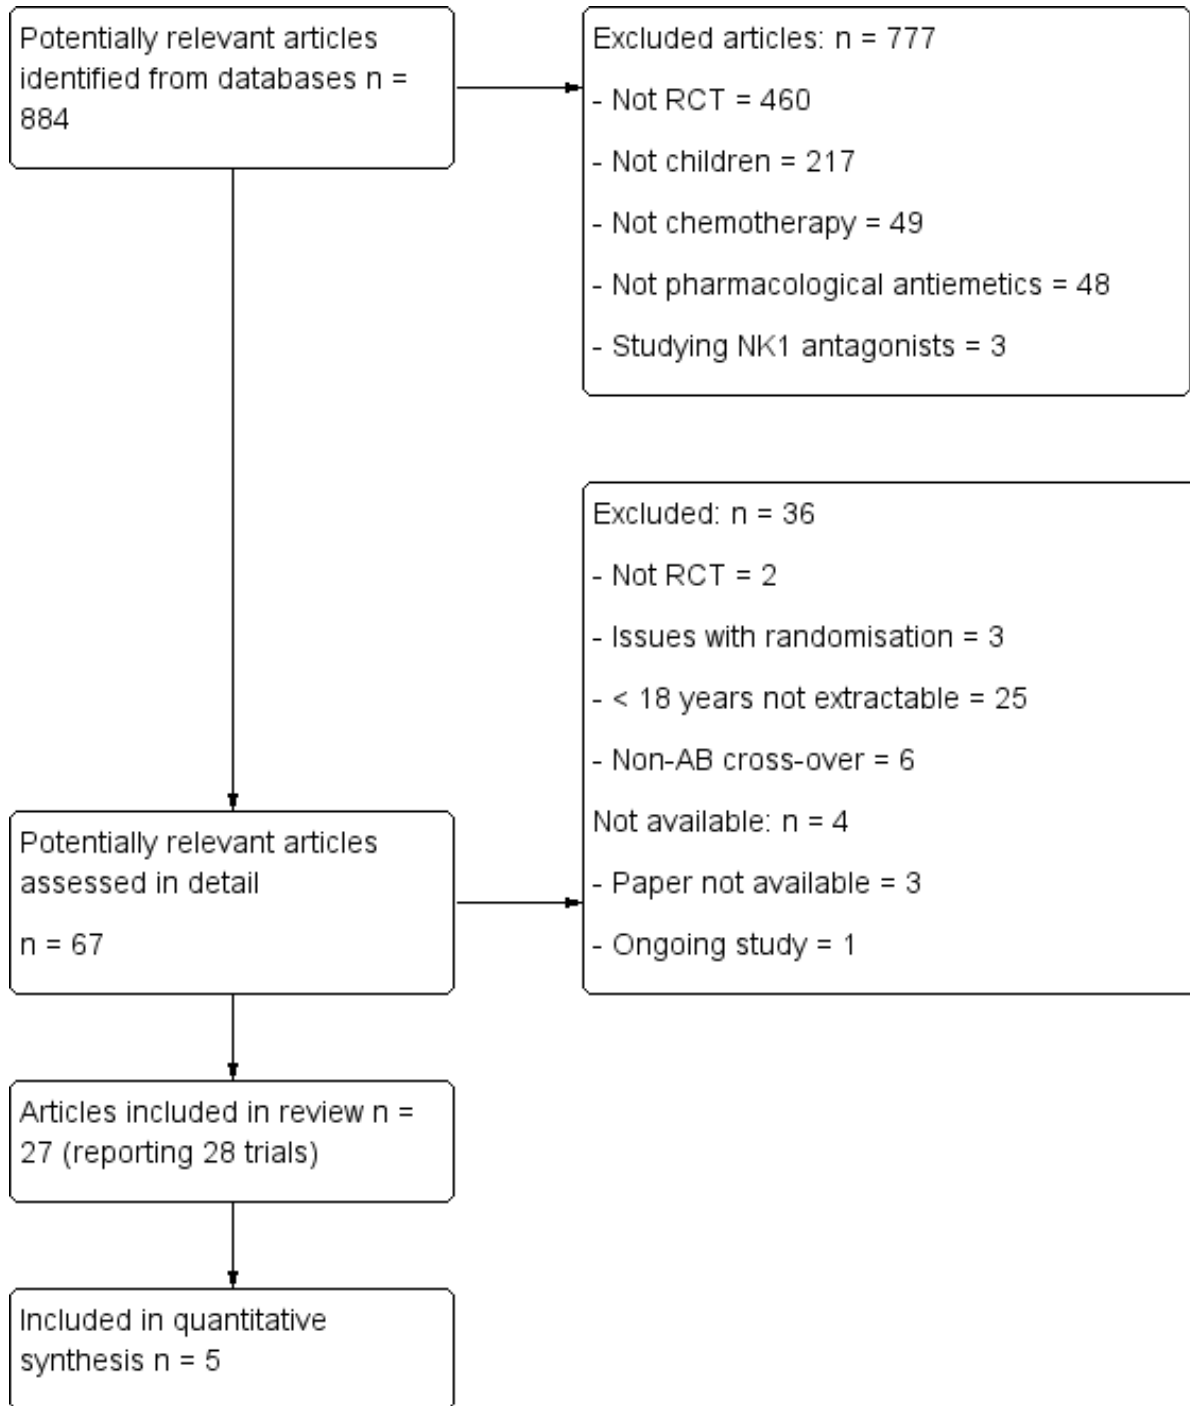 Potentially relevant articles
identified from databases n =
884
Excluded articles: n = 777
- Not RCT = 460
- Not children = 217
- Not chemotherapy = 49
- Not pharmacological antiemetics = 48
- Studying NK1 antagonists = 3
Excluded: n = 36
- Not RCT = 2
- Issues with randomisation = 3
- < 18 years not extractable = 25
- Non-AB cross-over = 6
Not available: n = 4
- Paper not available = 3
- Ongoing study = 1
Potentially relevant articles
assessed in detail
n = 67
Articles included in review n =
27 (reporting 28 trials)
Included in quantitative
synthesis n = 5